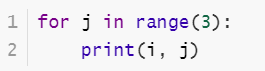 1 for j in range(3):
2     print(i, j)